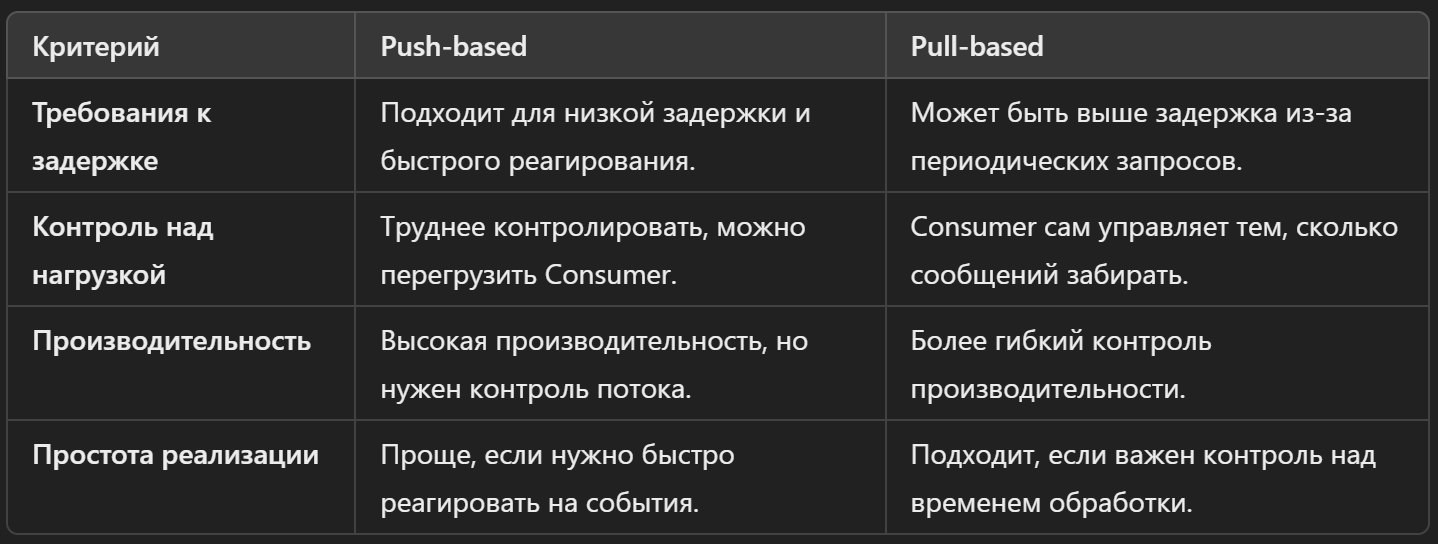 Критерий
Push-based
Pull-based
Требования к
задержке
Подходит для низкой задержки и
быстрого реагирования.
Может быть выше задержка из-за
периодических запросов.
Контроль над
нагрузкой
Труднее контролировать, можно
перегрузить Consumer.
Consumer сам управляет тем, сколько
сообщений забирать.
Производительность
Высокая производительность, но
нужен контроль потока.
Более гибкий контроль
производительности.
Простота реализации
Проще, если нужно быстро
реагировать на события.
Подходит, если важен контроль над
временем обработки.